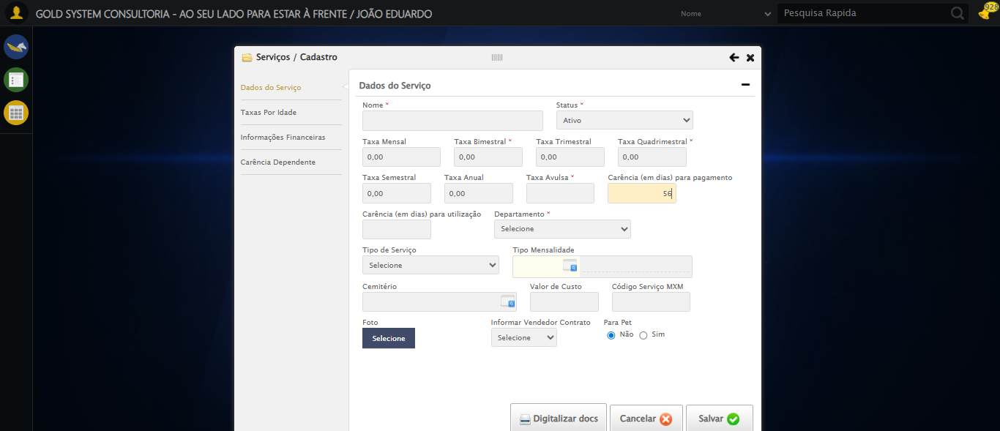 GOLD SYSTEM CONSULTORIA - AO SEU LADO PARA ESTAR À FRENTE / JOÃO EDUARDO
Nome
Pesquisa Rapida
928
Serviços / Cadastro
Dados do Serviço
Taxas Por Idade
Informações Financeiras
Carência Dependente
Dados do Serviço
Nome *
Status *
Ativo
Taxa Mensal
Taxa Bimestral *
Taxa Trimestral
Taxa Quadrimestral *
0,00
0,00
0,00
0,00
Taxa Semestral
Taxa Anual
Taxa Avulsa *
Carência (em dias) para pagamento
0,00
0,00
56
Carência (em dias) para utilização
Departamento *
Selecione
Tipo de Serviço
Tipo Mensalidade
Selecione
Cemitério
Valor de Custo
Código Serviço MXM
Foto
Informar Vendedor Contrato
Para Pet
Selecione
Selecione
Não
Sim
Digitalizar docs
Cancelar
Salvar